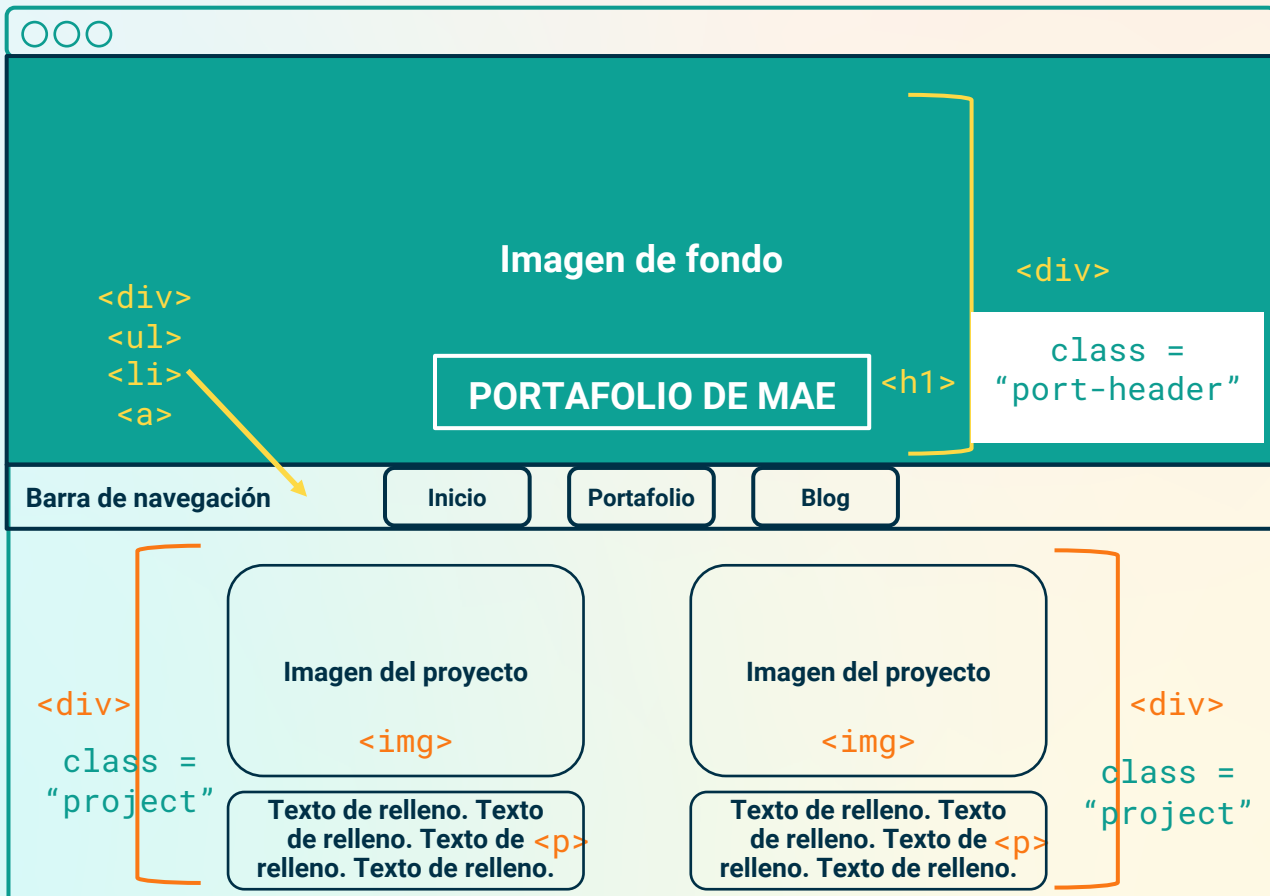 Imagen de fondo
<div>
<ul>
<li>
<a>
PORTAFOLIO DE MAE
<h1>
<div>
class =
“port-header”
Barra de navegación
Inicio
Portafolio
Blog
<div>
class =
“project”
Imagen del proyecto
<img>
Texto de relleno. Texto
de relleno. Texto de <p>
relleno. Texto de relleno.
Imagen del proyecto
<img>
Texto de relleno. Texto
de relleno. Texto de <p>
relleno. Texto de relleno.
<div>
class =
“project”